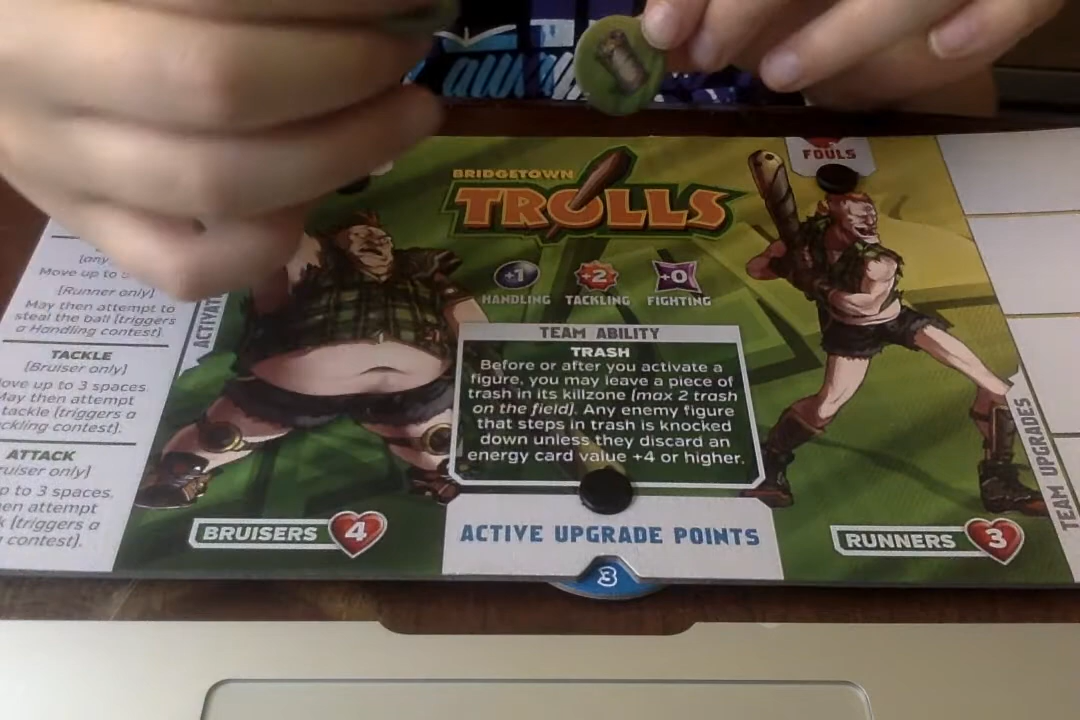 FOULS
BRIDGETOWN
TROLLS
+1
+2
+0
HANDLING
TACKLING
FIGHTING
[any
Move up to
[Runner only]
May then attempt to
steal the ball [triggers
a Handling contest].
TACKLE
[Bruiser only]
ove up to 3 spaces.
May then attempt
tackle [triggers a
ckling contest].
ATTACK
ruiser only]
p to 3 spaces.
en attempt
k [triggers a
contest].
ACTIVAT
TEAM ABILITY
TRASH
Before or after you activate a
figure, you may leave a piece of
trash in its killzone [max 2 trash
on the field]. Any enemy figure
that steps in trash is knocked
down unless they discard an
energy card value +4 or higher.
BRUISERS 4
ACTIVE UPGRADE POINTS
3
RUNNERS 3
TEAM UPGRADES